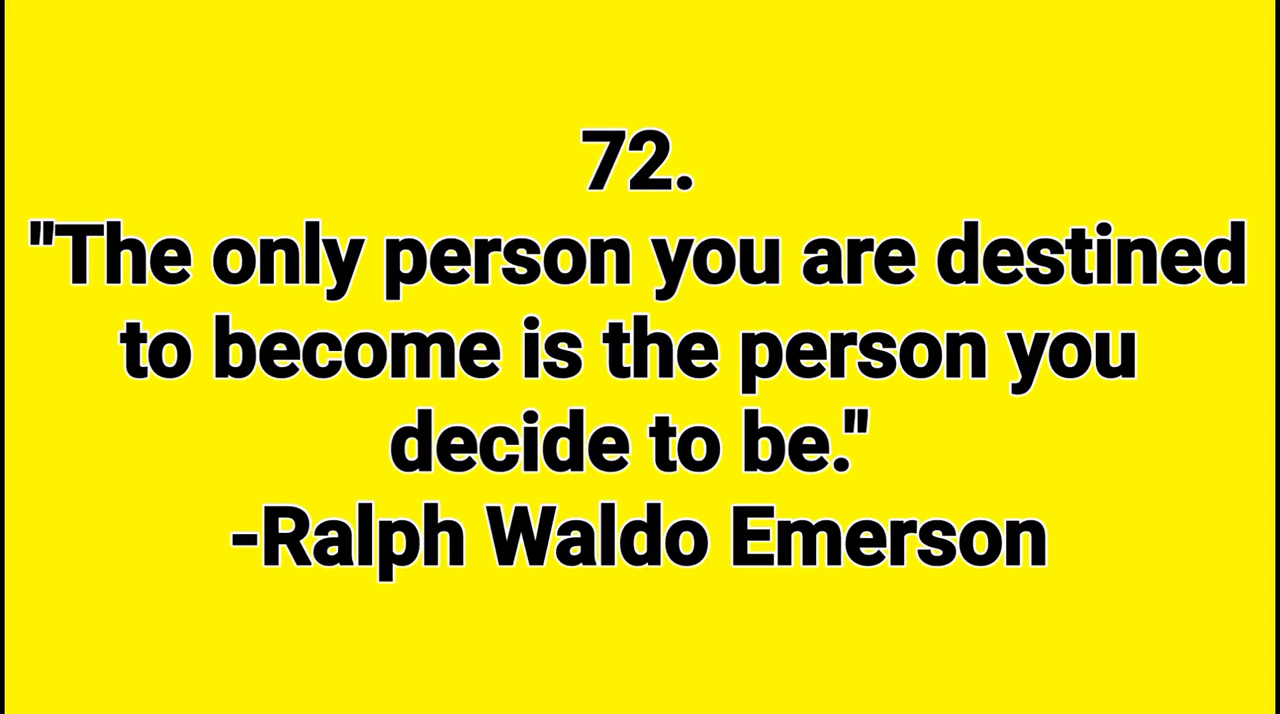 72.
"The only person you are destined
to become is the person you
decide to be."
-Ralph Waldo Emerson